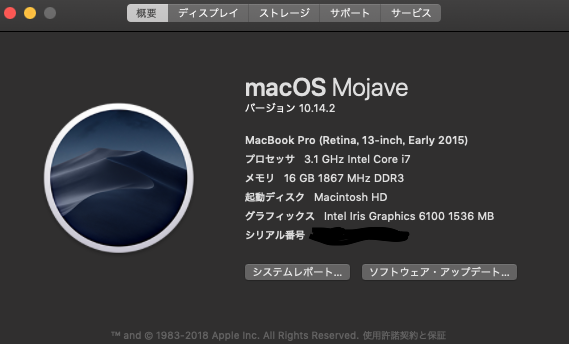 概要 ディスプレイ ストレージ サポート サービス
macOS Mojave
バージョン 10.14.2
MacBook Pro (Retina, 13-inch, Early 2015)
プロセッサ 3.1 GHz Intel Core i7
メモリ 16 GB 1867 MHz DDR3
起動ディスク Macintosh HD
グラフィックス Intel Iris Graphics 6100 1536 MB
シリアル番号
システムレポート... ソフトウェア・アップデート...
™ and © 1983-2018 Apple Inc. All Rights Reserved. 使用許諾契約と保証